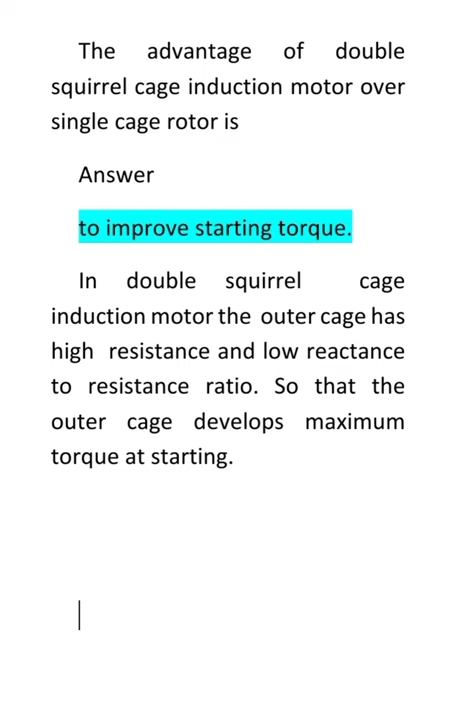 The advantage of double
squirrel cage induction motor over
single cage rotor is
Answer
to improve starting torque.
In double squirrel cage
induction motor the outer cage has
high resistance and low reactance
to resistance ratio. So that the
outer cage develops maximum
torque at starting.